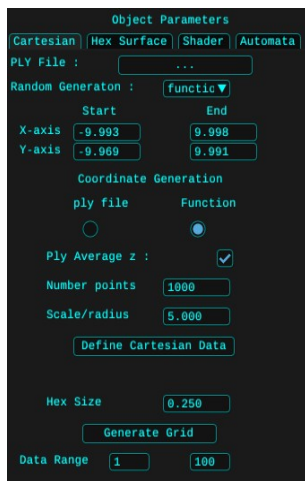 Object Parameters
Cartesian Hex Surface Shader Automata
PLY File : ...
Random Generaton : functic▼
Start End
X-axis -9.993 9.998
Y-axis -9.969 9.991
Coordinate Generation
ply file Function
Ply Average z :
Number points 1000
Scale/radius 5.000
Define Cartesian Data
Hex Size 0.250
Generate Grid
Data Range 1 100